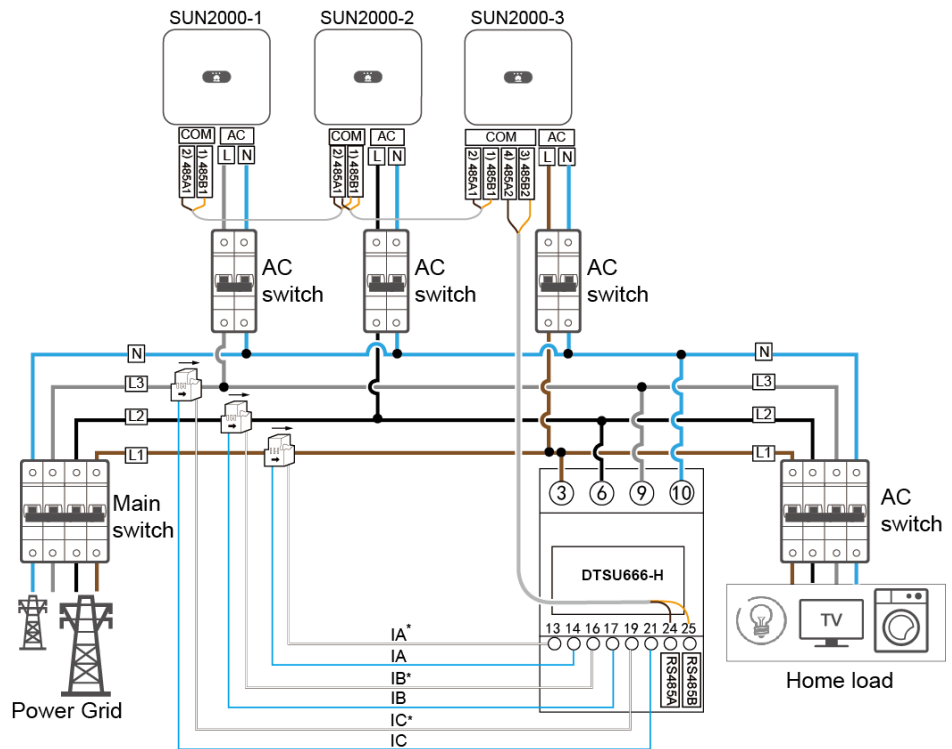 SUN2000-1
SUN2000-2
SUN2000-3
COM
AC
COM
AC
COM
AC
2) 485A1
1) 485B1
L
N
2) 485A1
1) 485B1
L
N
2) 485A1
1) 485B1
4) 485A2
3) 485B2
L
N
AC
switch
AC
switch
AC
switch
N
N
L3
L3
L2
L2
L1
L1
Main
switch
3
6
9
10
AC
switch
DTSU666-H
TV
13 14 16 17 19 21 24 25
RS485A
RS485B
IA*
IA
IB*
IB
IC*
IC
Power Grid
Home load